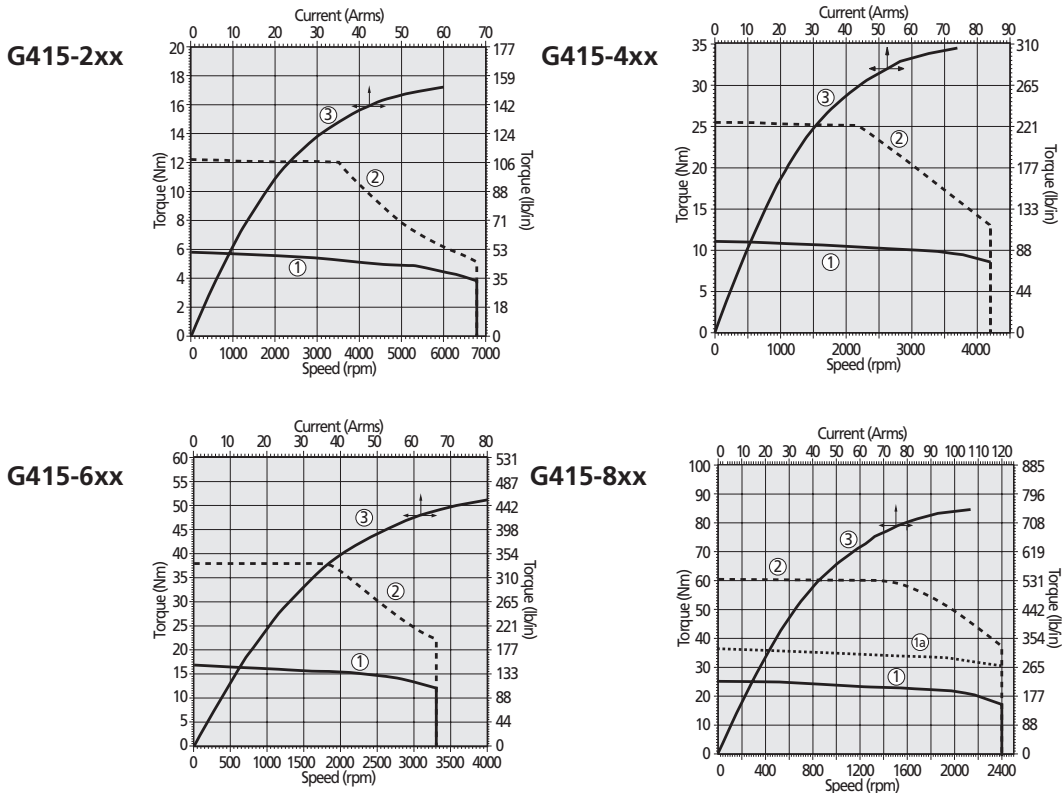 G415-2xx
Current (Arms)
0 10 20 30 40 50 60 70
20 18 16 14 12 10 8 6 4 2 0
Torque (Nm)
177 159 142 124 106 88 71 53 35 18 0
Torque (lb/in)
3
2
1
0 1000 2000 3000 4000 5000 6000 7000
Speed (rpm)
G415-4xx
Current (Arms)
0 10 20 30 40 50 60 70 80 90
35 30 25 20 15 10 5 0
Torque (Nm)
310 265 221 177 133 88 44 0
Torque (lb/in)
3
2
1
0 1000 2000 3000 4000
Speed (rpm)
G415-6xx
Current (Arms)
0 10 20 30 40 50 60 70 80
60 55 50 45 40 35 30 25 20 15 10 5 0
Torque (Nm)
531 487 442 398 354 330 265 221 177 133 88 44 0
Torque (lb/in)
3
2
1
0 500 1000 1500 2000 2500 3000 3500 4000
Speed (rpm)
G415-8xx
Current (Arms)
0 10 20 30 40 50 60 70 80 90 100 110 120
100 90 80 70 60 50 40 30 20 10 0
Torque (Nm)
885 796 708 619 531 442 354 265 177 88 0
Torque (lb/in)
3
2
1a
1
0 400 800 1200 1600 2000 2400
Speed (rpm)